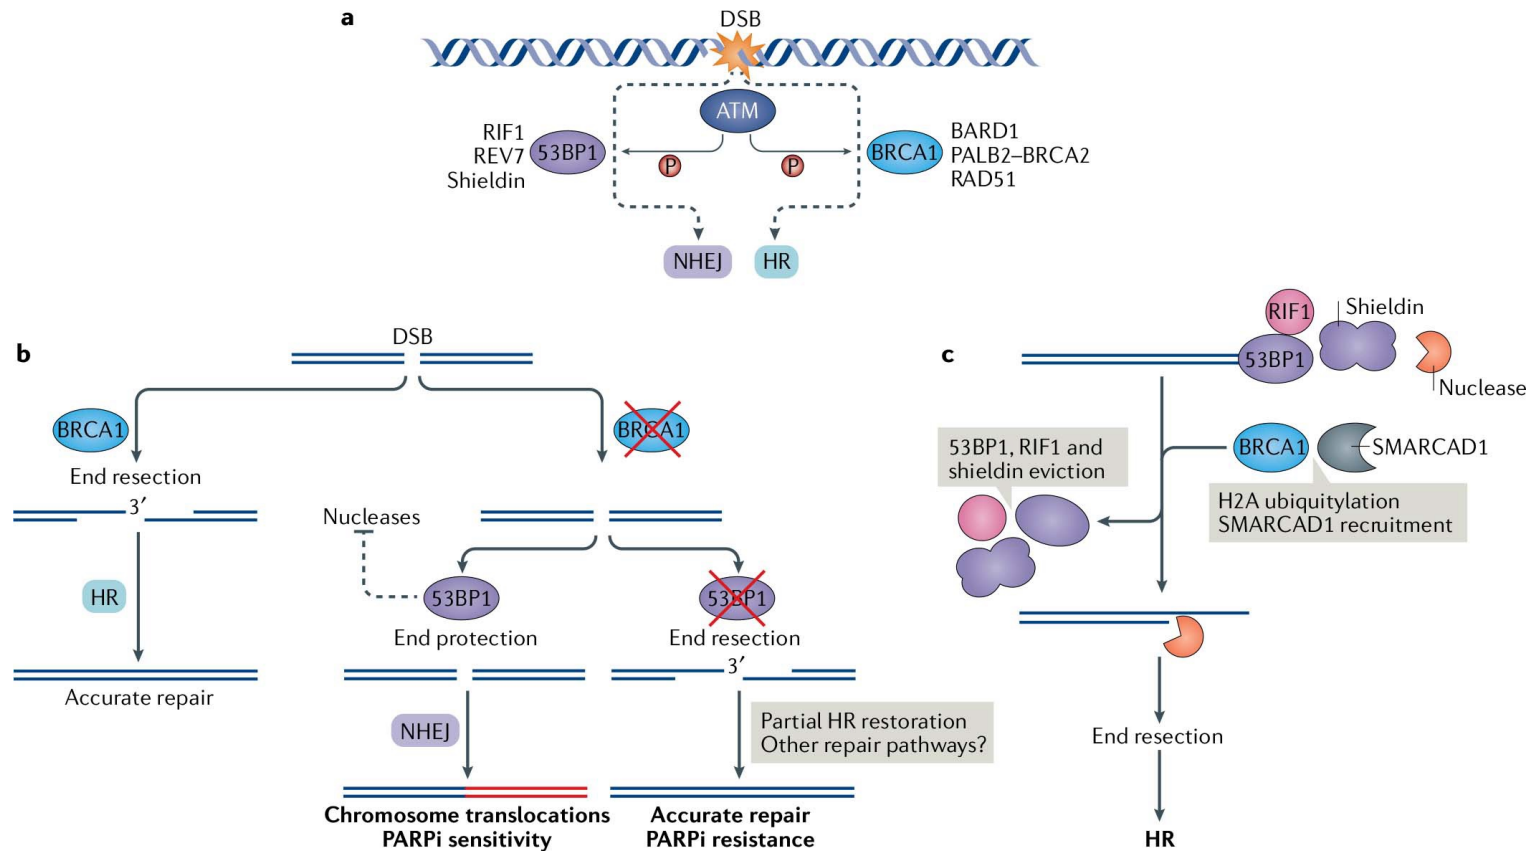 a
DSB
ATM
RIF1
REV7
Shieldin
53BP1
P
P
BRCA1
BARD1
PALB2–BRCA2
RAD51
NHEJ
HR
b
DSB
BRCA1
BRCA1
End resection
3′
HR
Accurate repair
Nucleases
53BP1
53BP1
End protection
End resection
3′
NHEJ
Partial HR restoration
Other repair pathways?
Chromosome translocations
PARPi sensitivity
Accurate repair
PARPi resistance
c
RIF1
Shieldin
53BP1
Nuclease
53BP1, RIF1 and
shieldin eviction
BRCA1
SMARCAD1
H2A ubiquitylation
SMARCAD1 recruitment
End resection
HR